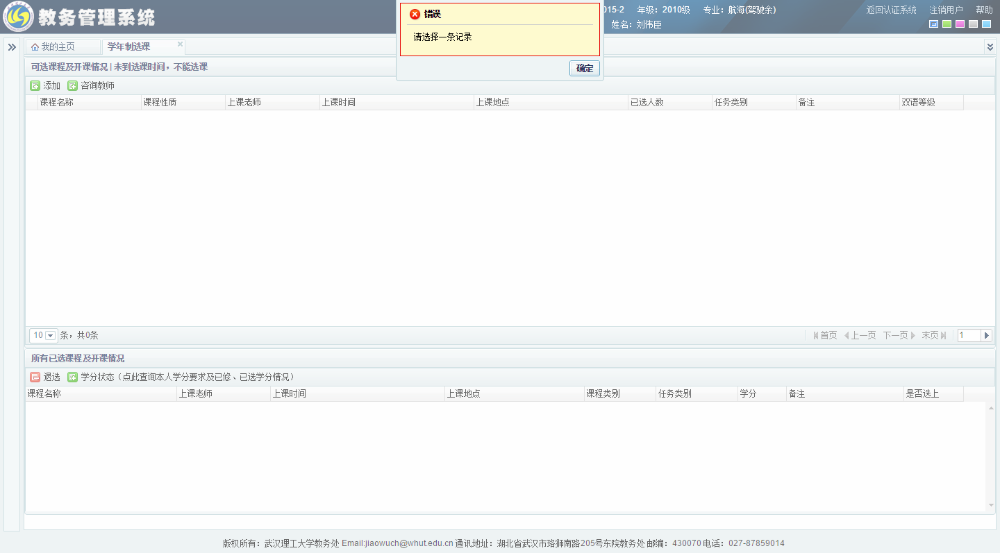 教务管理系统
015-2 年级：2010级 专业：航海(驾驶余)
姓名：刘伟臣
返回认证系统 注销用户 帮助
错误
请选择一条记录
确定
我的主页 学年制选课
可选课程及开课情况 | 未到选课时间，不能选课
添加 咨询教师
课程名称 课程性质 上课老师 上课时间 上课地点 已选人数 任务类别 备注 双语等级
10 条，共0条 首页 上一页 下一页 末页 1
所有已选课程及开课情况
退选 学分状态（点此查询本人学分要求及已修、已选学分情况）
课程名称 上课老师 上课时间 上课地点 课程类别 任务类别 学分 备注 是否选上
版权所有：武汉理工大学教务处 Email:jiaowuch@whut.edu.cn 通讯地址：湖北省武汉市珞狮南路205号东院教务处 邮编：430070 电话：027-87859014